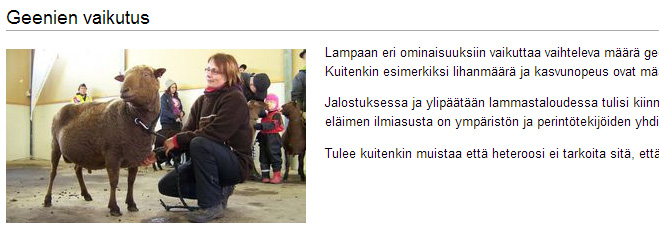 Geenien vaikutus
Lampaan eri ominaisuuksiin vaikuttaa vaihteleva määrä ge
Kuitenkin esimerkiksi lihanmäärä ja kasvunopeus ovat mä
Jalostuksessa ja ylipäätään lammastaloudessa tulisi kiinn
eläimen ilmiasusta on ympäristön ja perintötekijöiden yhdi
Tulee kuitenkin muistaa että heteroosi ei tarkoita sitä, että